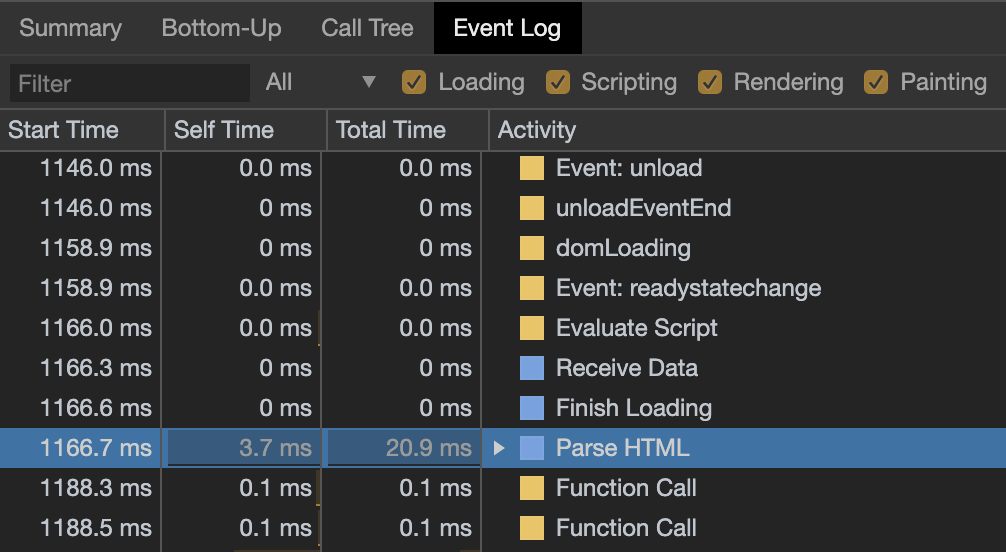 Summary Bottom-Up Call Tree Event Log
Filter All Loading Scripting Rendering Painting
Start Time Self Time Total Time Activity
1146.0 ms 0.0 ms 0.0 ms Event: unload
1146.0 ms 0 ms 0 ms unloadEventEnd
1158.9 ms 0 ms 0 ms domLoading
1158.9 ms 0.0 ms 0.0 ms Event: readystatechange
1166.0 ms 0.0 ms 0.0 ms Evaluate Script
1166.3 ms 0 ms 0 ms Receive Data
1166.6 ms 0 ms 0 ms Finish Loading
1166.7 ms 3.7 ms 20.9 ms Parse HTML
1188.3 ms 0.1 ms 0.1 ms Function Call
1188.5 ms 0.1 ms 0.1 ms Function Call